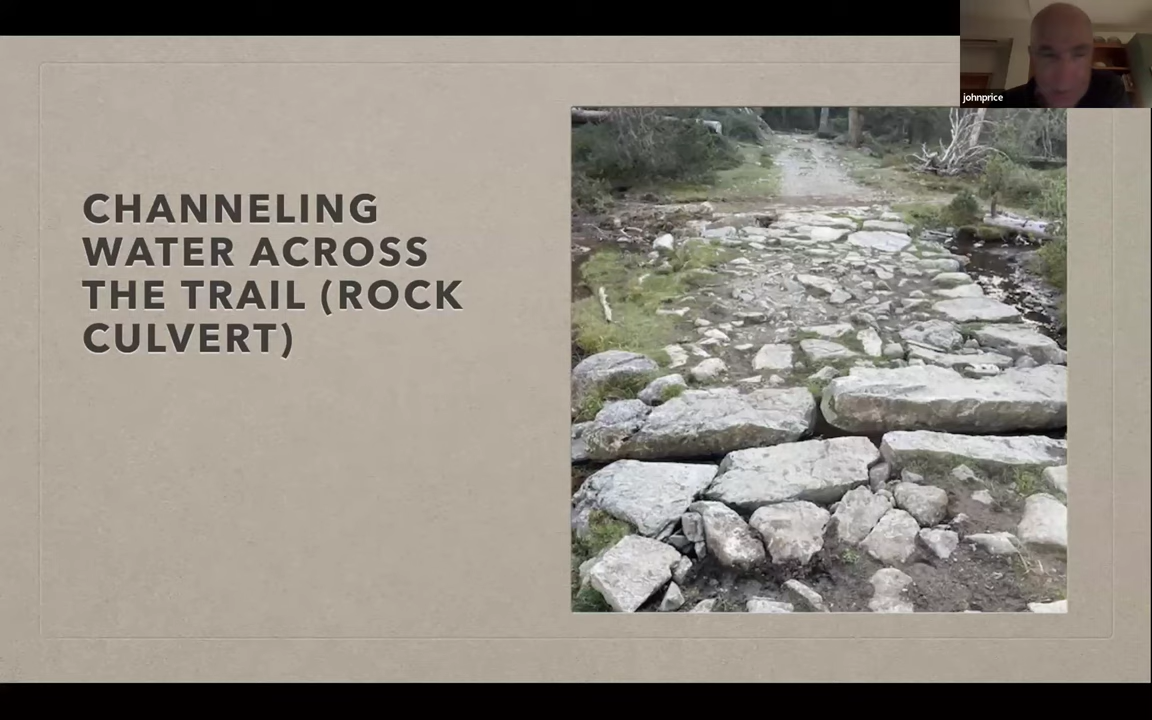 johnprice
CHANNELING
WATER ACROSS
THE TRAIL (ROCK
CULVERT)